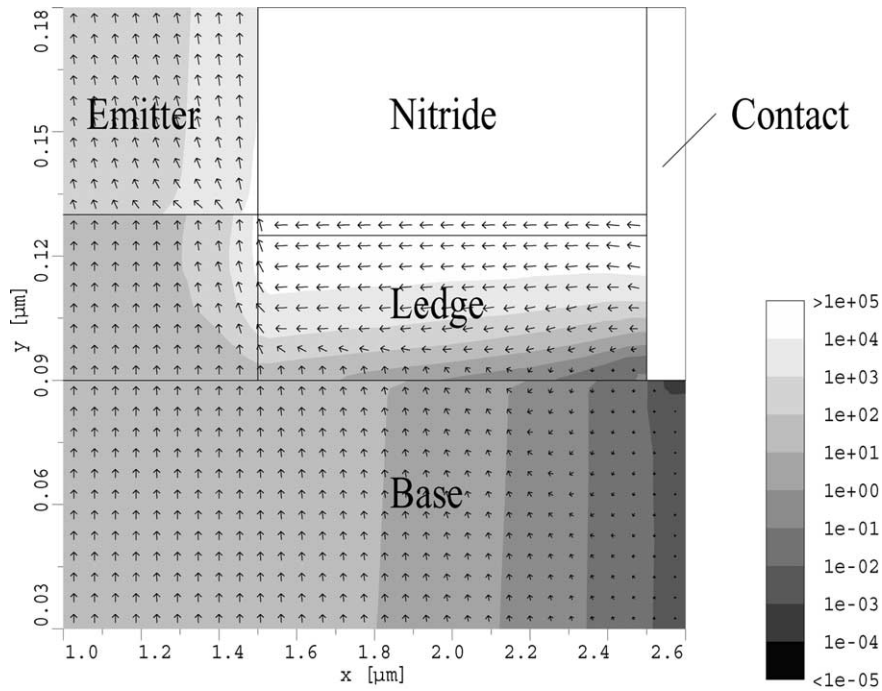 0.18
0.15
0.12
0.09
0.06
0.03
y [µm]
Emitter
Nitride
Contact
Ledge
Base
1.0 1.2 1.4 1.6 1.8 2.0 2.2 2.4 2.6
x [µm]
>1e+05
1e+04
1e+03
1e+02
1e+01
1e+00
1e-01
1e-02
1e-03
1e-04
<1e-05